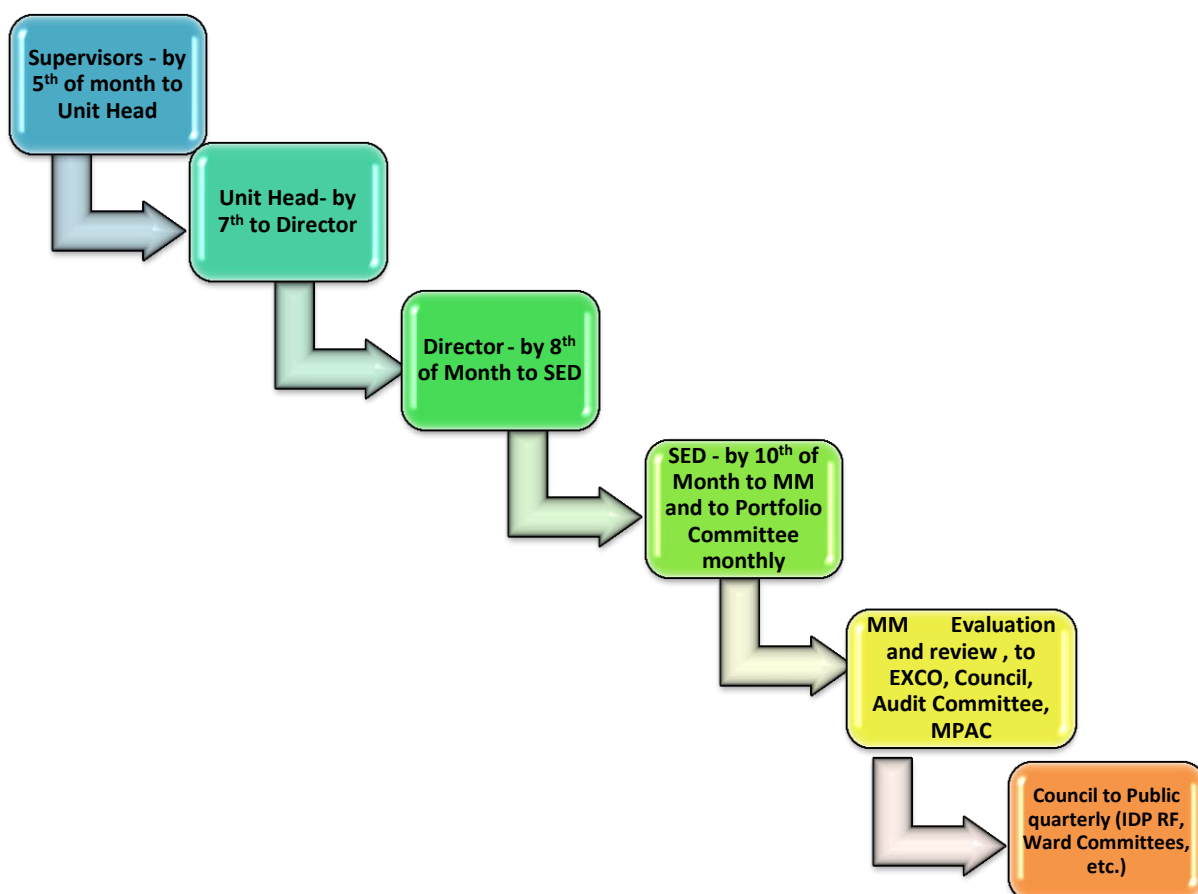 Supervisors - by
5th of month to
Unit Head
Unit Head- by
7th to Director
Director - by 8th
of Month to SED
SED - by 10th of
Month to MM
and to Portfolio
Committee
monthly
MM Evaluation
and review , to
EXCO, Council,
Audit Committee,
MPAC
Council to Public
quarterly (IDP RF,
Ward Committees,
etc.)